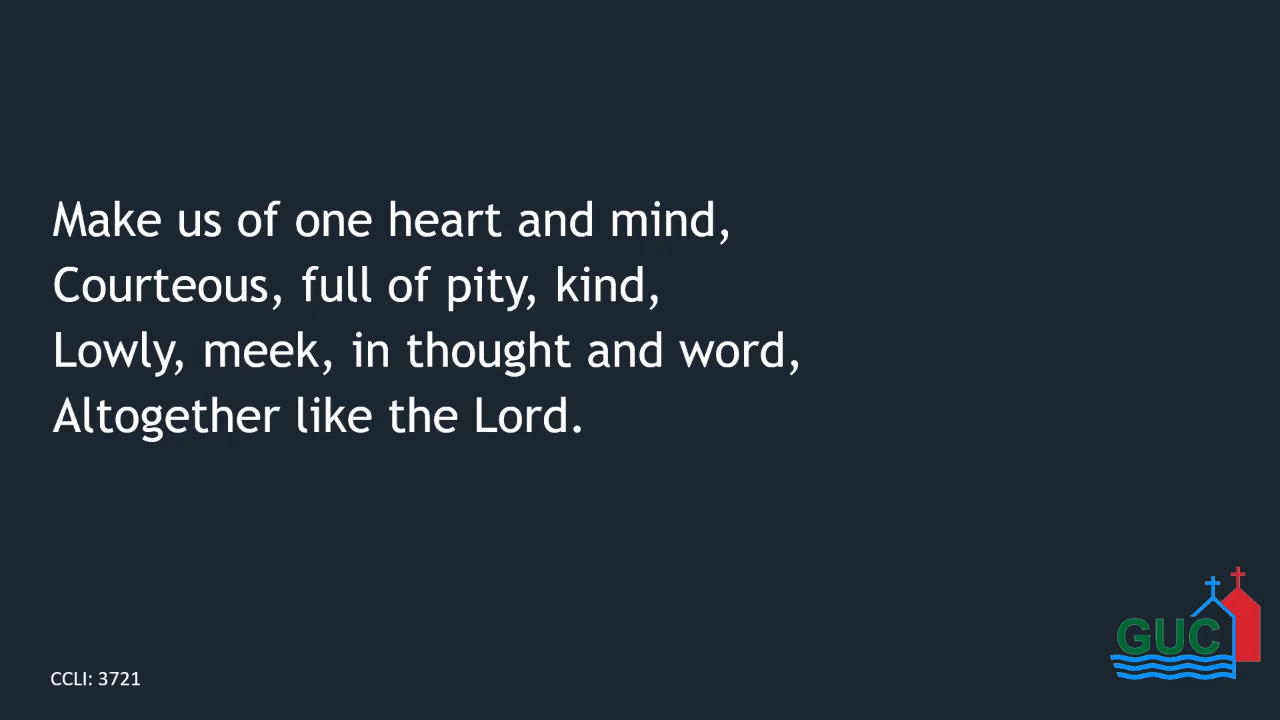 Make us of one heart and mind,
Courteous, full of pity, kind,
Lowly, meek, in thought and word,
Altogether like the Lord.
GUC
CCLI: 3721